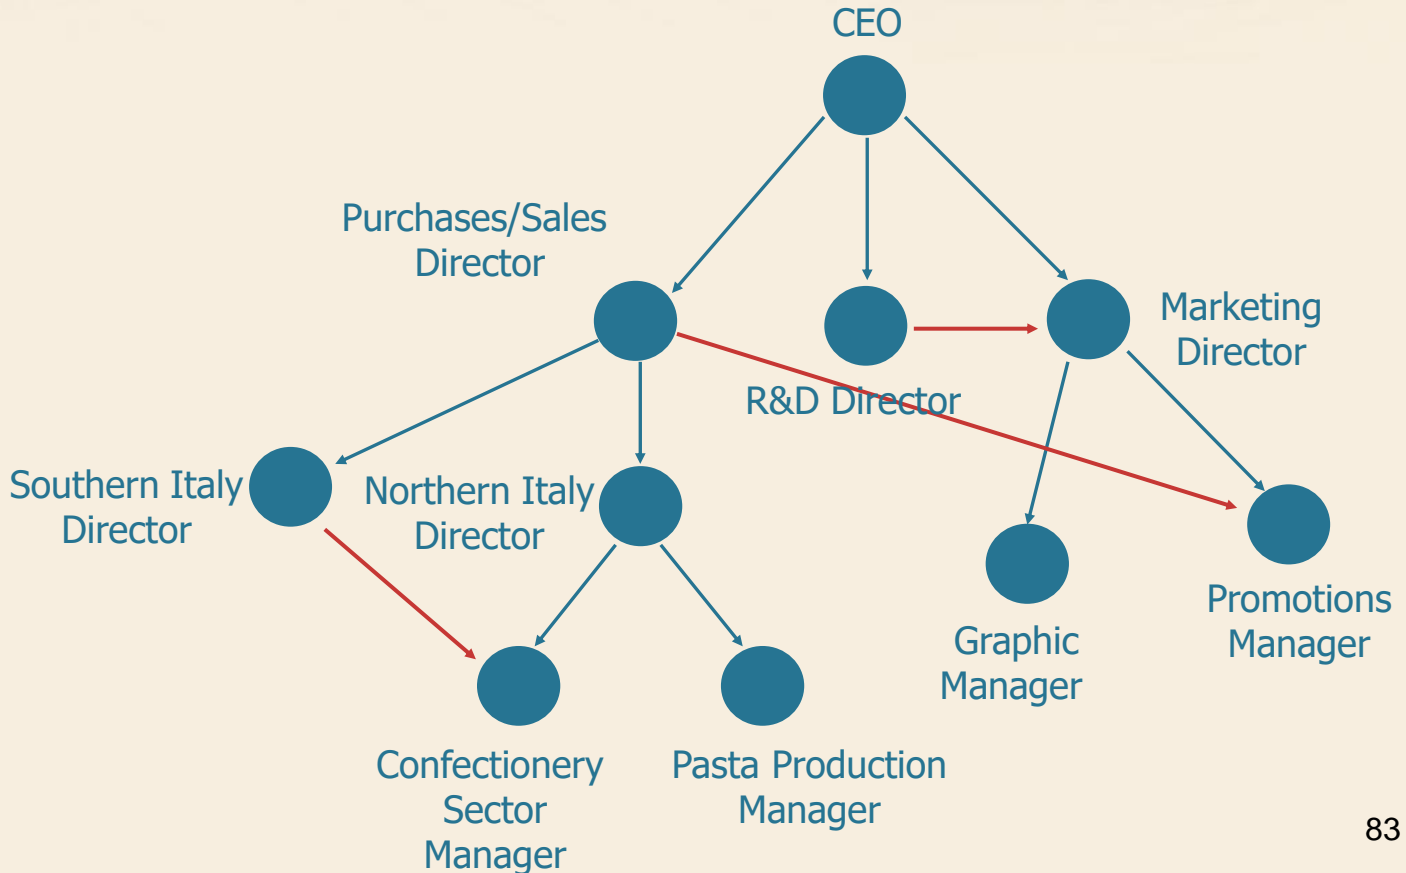 CEO
Purchases/Sales
Director
Marketing
Director
R&D Director
Southern Italy
Director
Northern Italy
Director
Graphic
Manager
Promotions
Manager
Confectionery
Sector
Manager
Pasta Production
Manager
83